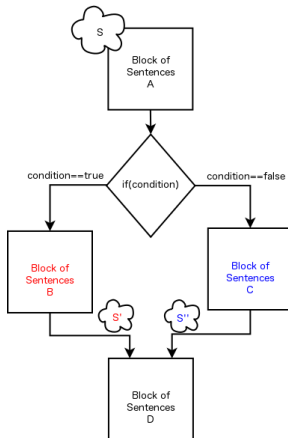 S
Block of
Sentences
A
if(condition)
condition==true
condition==false
Block of
Sentences
B
Block of
Sentences
C
S'
S''
Block of
Sentences
D